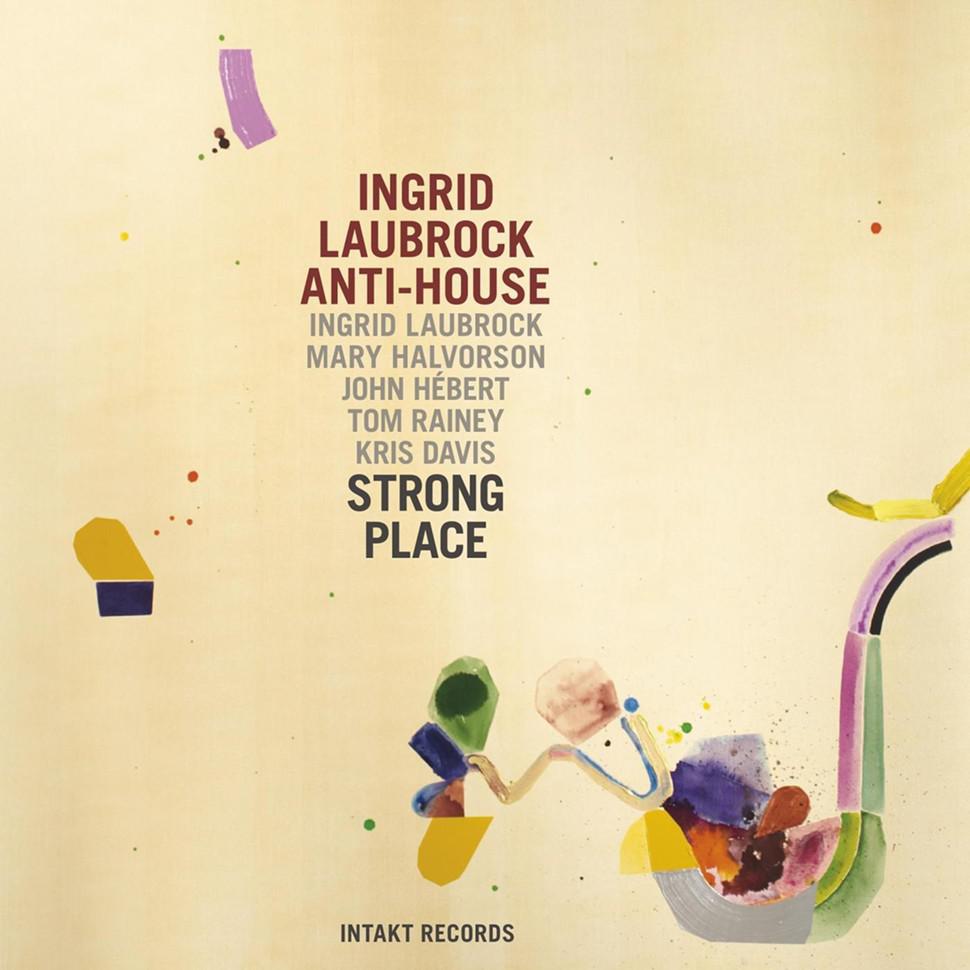 INGRID
LAUBROCK
ANTI-HOUSE
INGRID LAUBROCK
MARY HALVORSON
JOHN HÉBERT
TOM RAINEY
KRIS DAVIS
STRONG
PLACE
INTAKT RECORDS